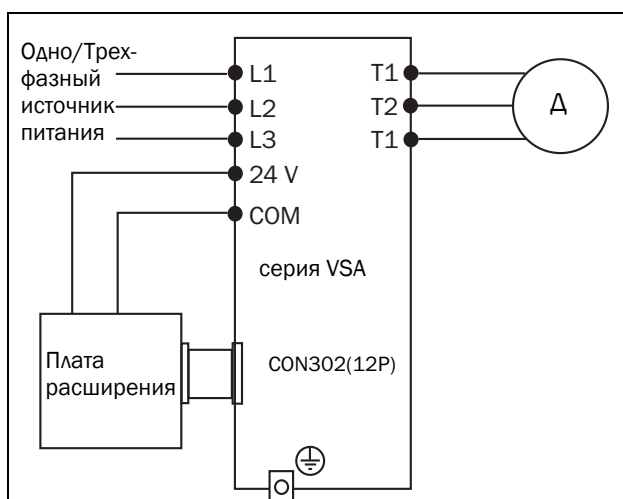 Одно/Трех-
фазный
источник
питания
L1
L2
L3
24 V
COM
T1
T2
T1
Д
серия VSA
CON302(12P)
Плата
расширения